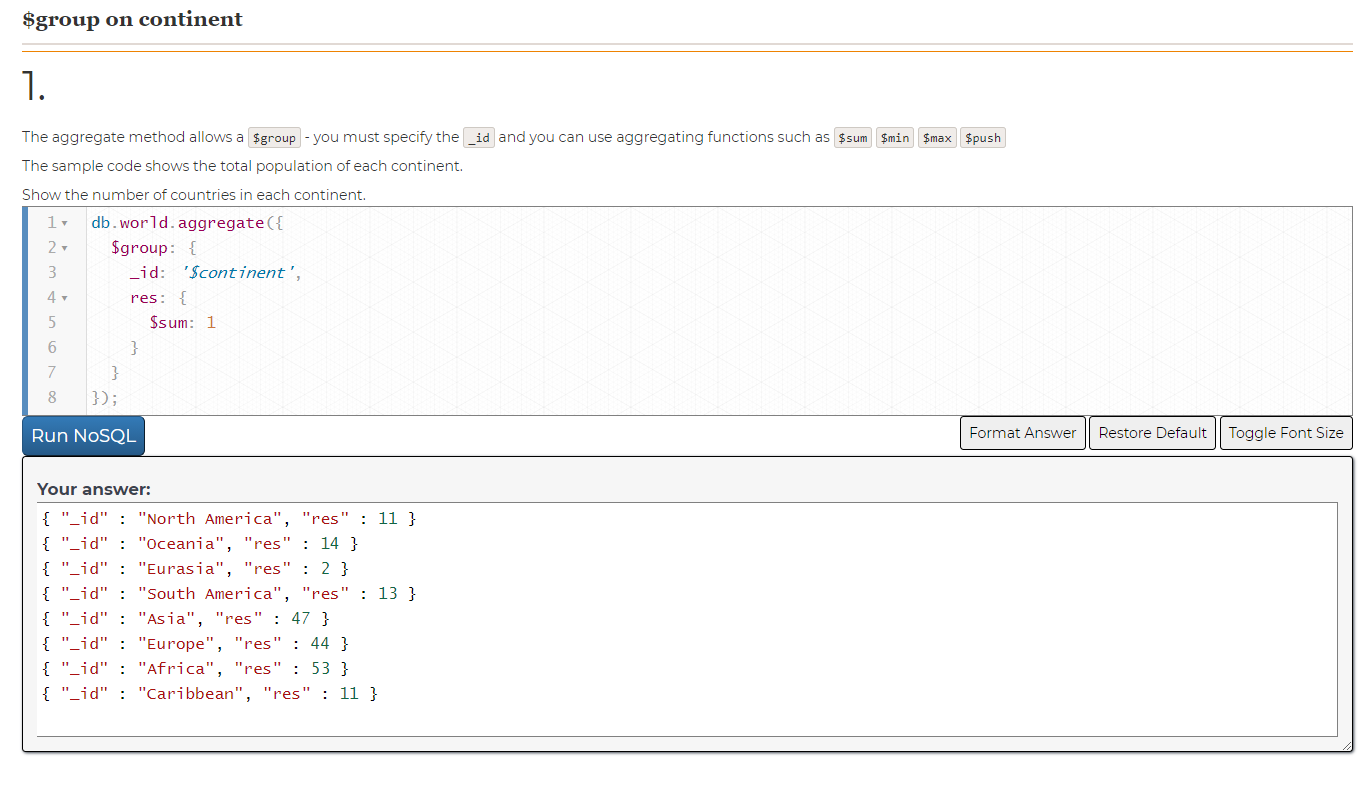 $group on continent
1.
The aggregate method allows a $group - you must specify the _id and you can use aggregating functions such as $sum $min $max $push
The sample code shows the total population of each continent.
Show the number of countries in each continent.
1 db.world.aggregate({
2   $group: {
3     _id: '$continent',
4     res: {
5       $sum: 1
6     }
7   }
8 });
Run NoSQL Format Answer Restore Default Toggle Font Size
Your answer:
{ "_id" : "North America", "res" : 11 }
{ "_id" : "Oceania", "res" : 14 }
{ "_id" : "Eurasia", "res" : 2 }
{ "_id" : "South America", "res" : 13 }
{ "_id" : "Asia", "res" : 47 }
{ "_id" : "Europe", "res" : 44 }
{ "_id" : "Africa", "res" : 53 }
{ "_id" : "Caribbean", "res" : 11 }